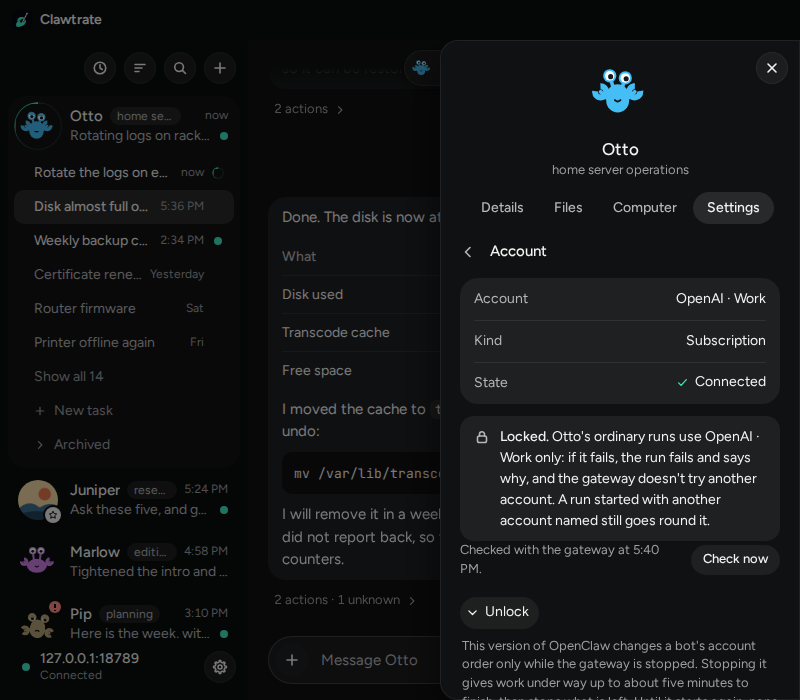 Clawtrate
Otto
home se...
now
Rotating logs on rack...
Rotate the logs on e...
now
Disk almost full o...
5:36 PM
Weekly backup c...
2:34 PM
Certificate rene...
Yesterday
Router firmware
Sat
Printer offline again
Fri
Show all 14
New task
Archived
Juniper
rese...
5:24 PM
Ask these five, and g...
Marlow
editi...
4:58 PM
Tightened the intro and ...
Pip
planning
3:10 PM
Here is the week. wit...
127.0.0.1:18789
Connected
2 actions
Done. The disk is now at
What
Disk used
Transcode cache
Free space
I moved the cache to
undo:
mv /var/lib/transc
I will remove it in a wee
did not report back, so
counters.
2 actions · 1 unknown
Message Otto
Otto
home server operations
Details
Files
Computer
Settings
Account
Account
OpenAI · Work
Kind
Subscription
State
Connected
Locked. Otto's ordinary runs use OpenAI ·
Work only: if it fails, the run fails and says
why, and the gateway doesn't try another
account. A run started with another
account named still goes round it.
Checked with the gateway at 5:40
PM.
Check now
Unlock
This version of OpenClaw changes a bot's account
order only while the gateway is stopped. Stopping it
gives work under way up to about five minutes to